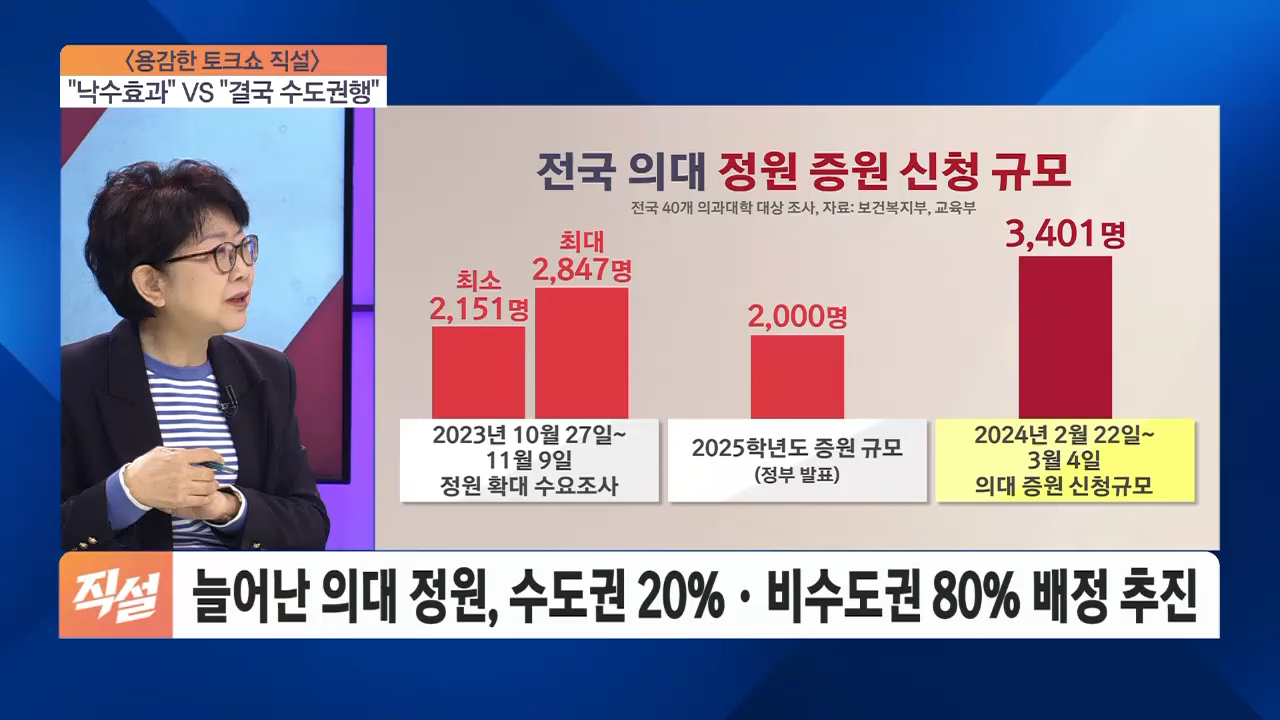 〈용감한 토크쇼 직설〉
"낙수효과" VS "결국 수도권행"
전국 의대 정원 증원 신청 규모
전국 40개 의과대학 대상 조사, 자료: 보건복지부, 교육부
최소
2,151명
최대
2,847명
2,000명
3,401명
2023년 10월 27일~
11월 9일
정원 확대 수요조사
2025학년도 증원 규모
(정부 발표)
2024년 2월 22일~
3월 4일
의대 증원 신청규모
직설
늘어난 의대 정원, 수도권 20%·비수도권 80% 배정 추진